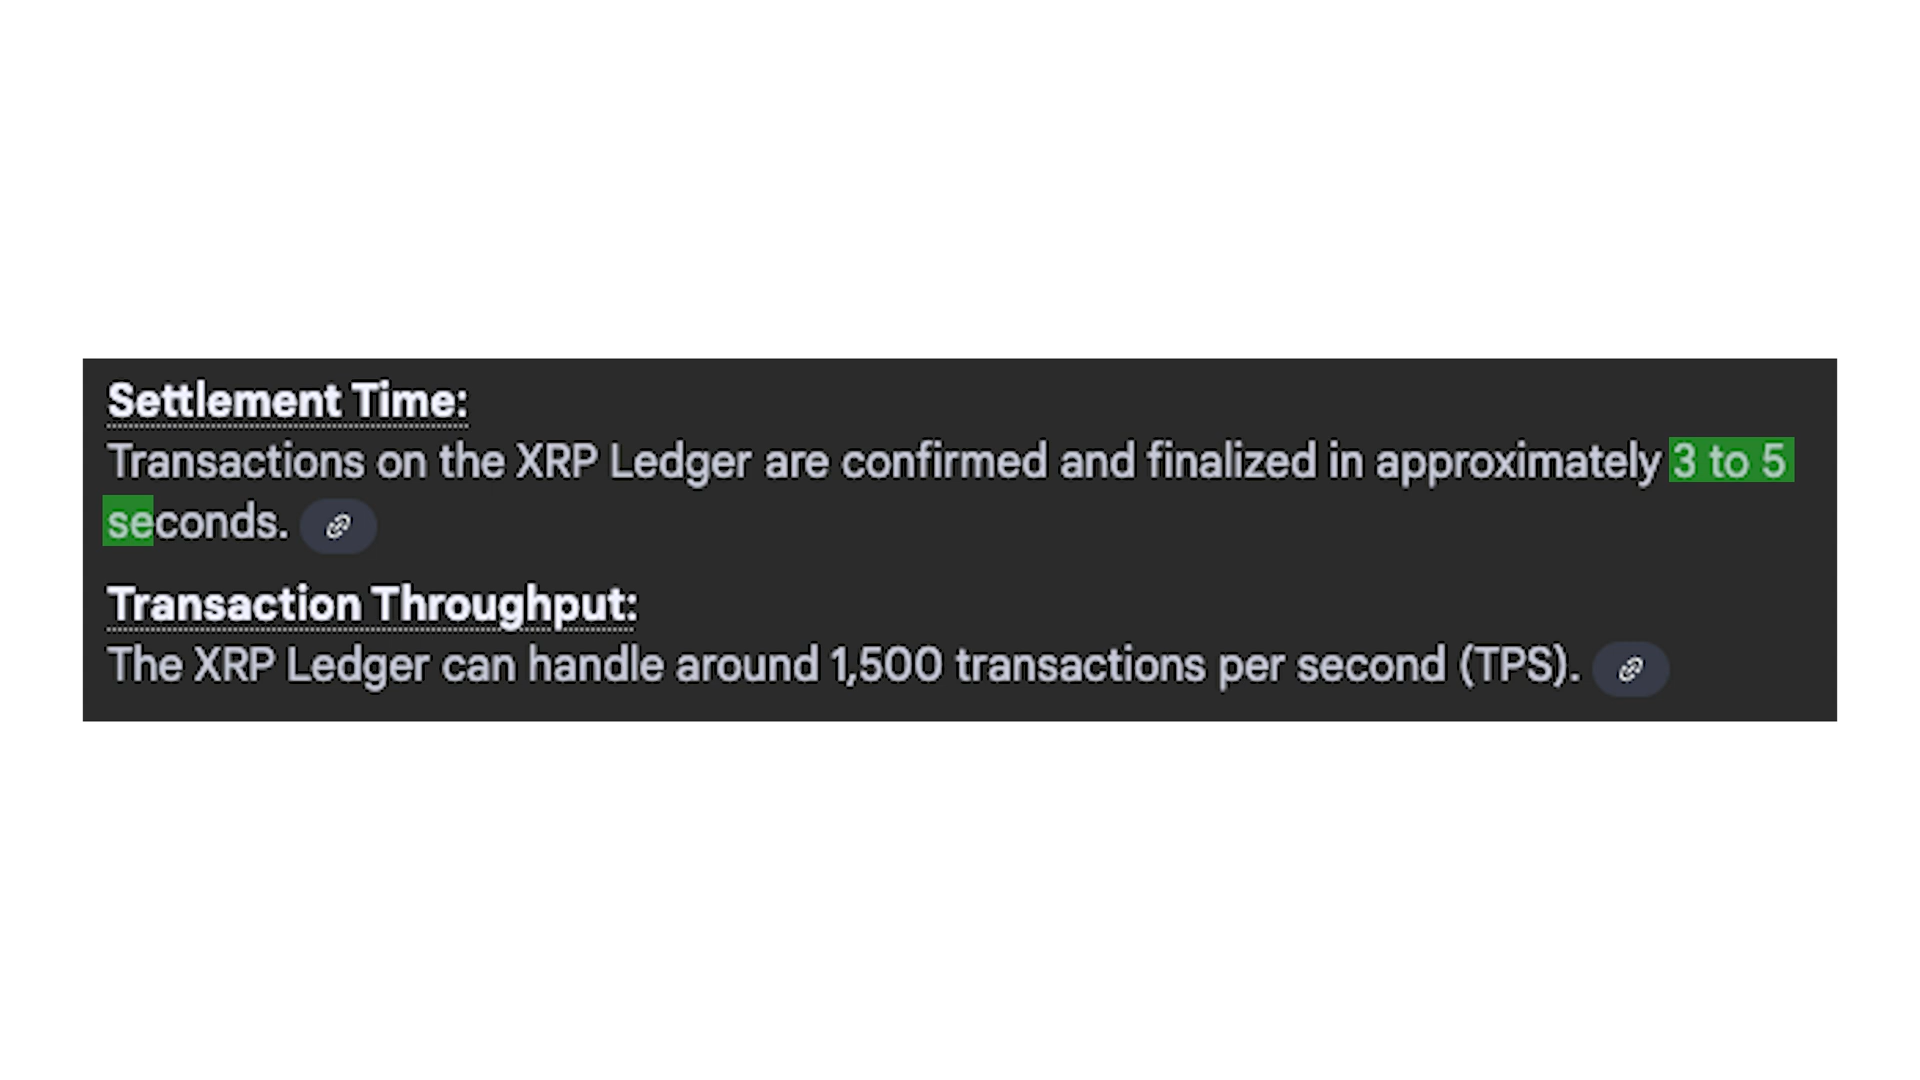 Settlement Time:
Transactions on the XRP Ledger are confirmed and finalized in approximately 3 to 5
seconds.
Transaction Throughput:
The XRP Ledger can handle around 1,500 transactions per second (TPS).